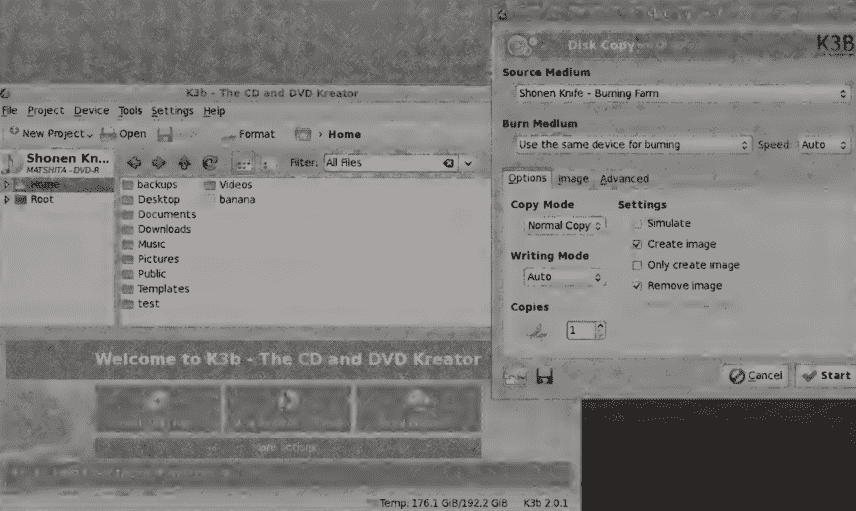 K3b - The CD and DVD Kreator
File Project Device Tools Settings Help
New Project Open Format Home
Shonen Kn...
MATSHITA - DVD-R
Filter: All Files
Home
Root
backups
Desktop
Documents
Downloads
Music
Pictures
Public
Templates
test
Videos
banana
Welcome to K3b - The CD and DVD Kreator
Temp: 176.1 GiB/192.2 GiB K3b 2.0.1
Disk Copy
K3B
Source Medium
Shonen Knife - Burning Farm
Burn Medium
Use the same device for burning Speed: Auto
Options Image Advanced
Copy Mode
Normal Copy
Writing Mode
Auto
Copies
1
Settings
Simulate
Create image
Only create image
Remove image
Cancel Start